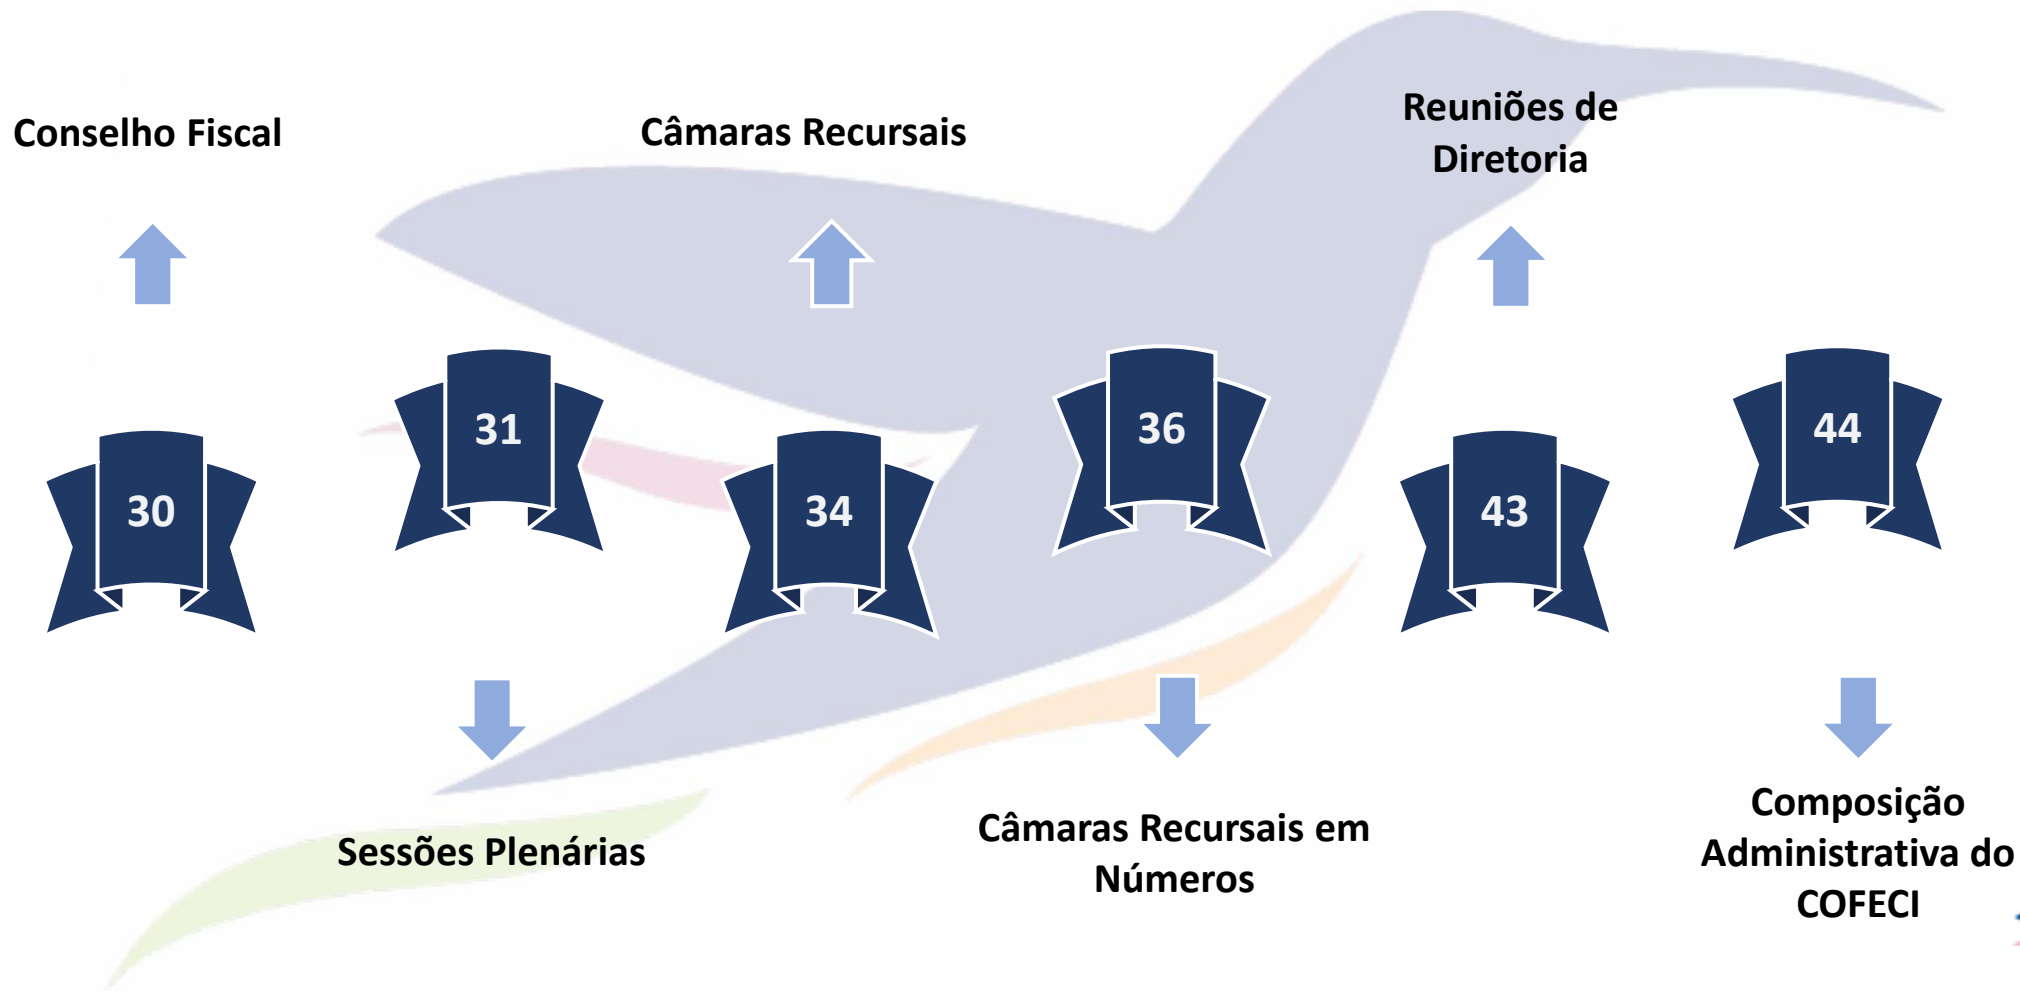 Conselho Fiscal
Câmaras Recursais
Reuniões de
Diretoria
30
31
34
36
43
44
Sessões Plenárias
Câmaras Recursais em
Números
Composição
Administrativa do
COFECI